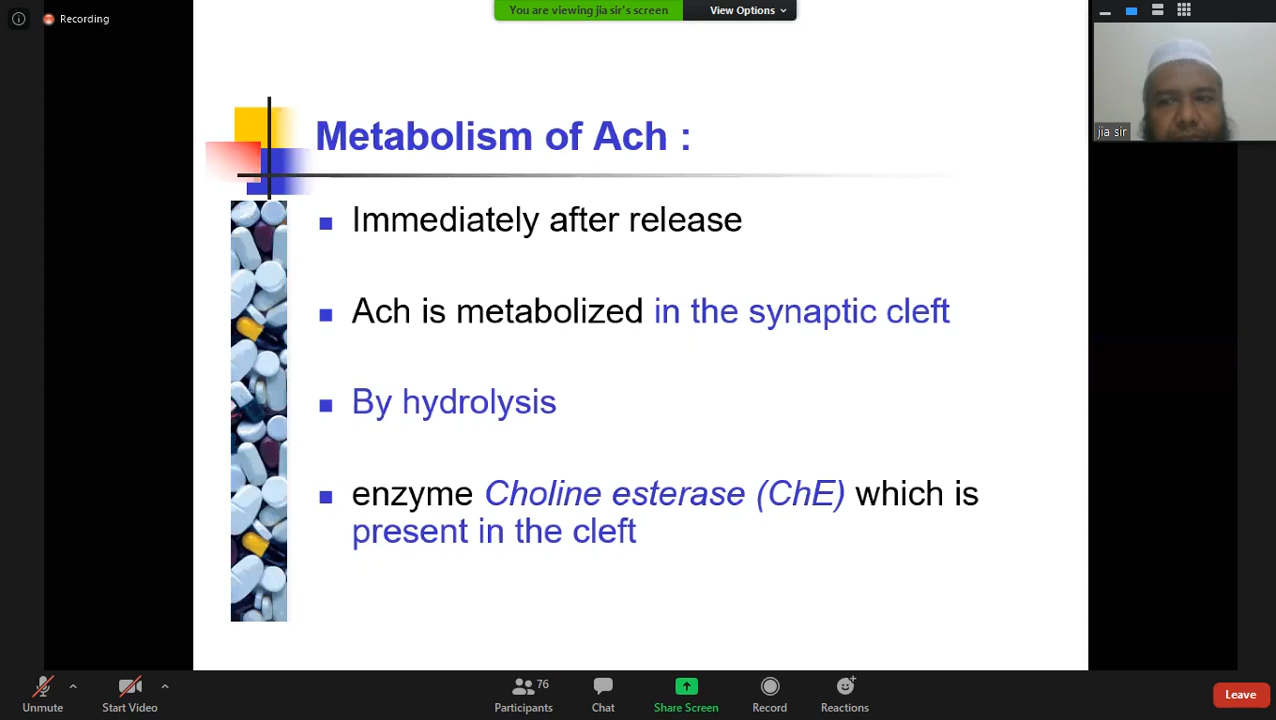 Recording
You are viewing jia sir's screen
View Options
jia sir
Metabolism of Ach :
Immediately after release
Ach is metabolized in the synaptic cleft
By hydrolysis
enzyme Choline esterase (ChE) which is
present in the cleft
Unmute
Start Video
76
Participants
Chat
Share Screen
Record
Reactions
Leave